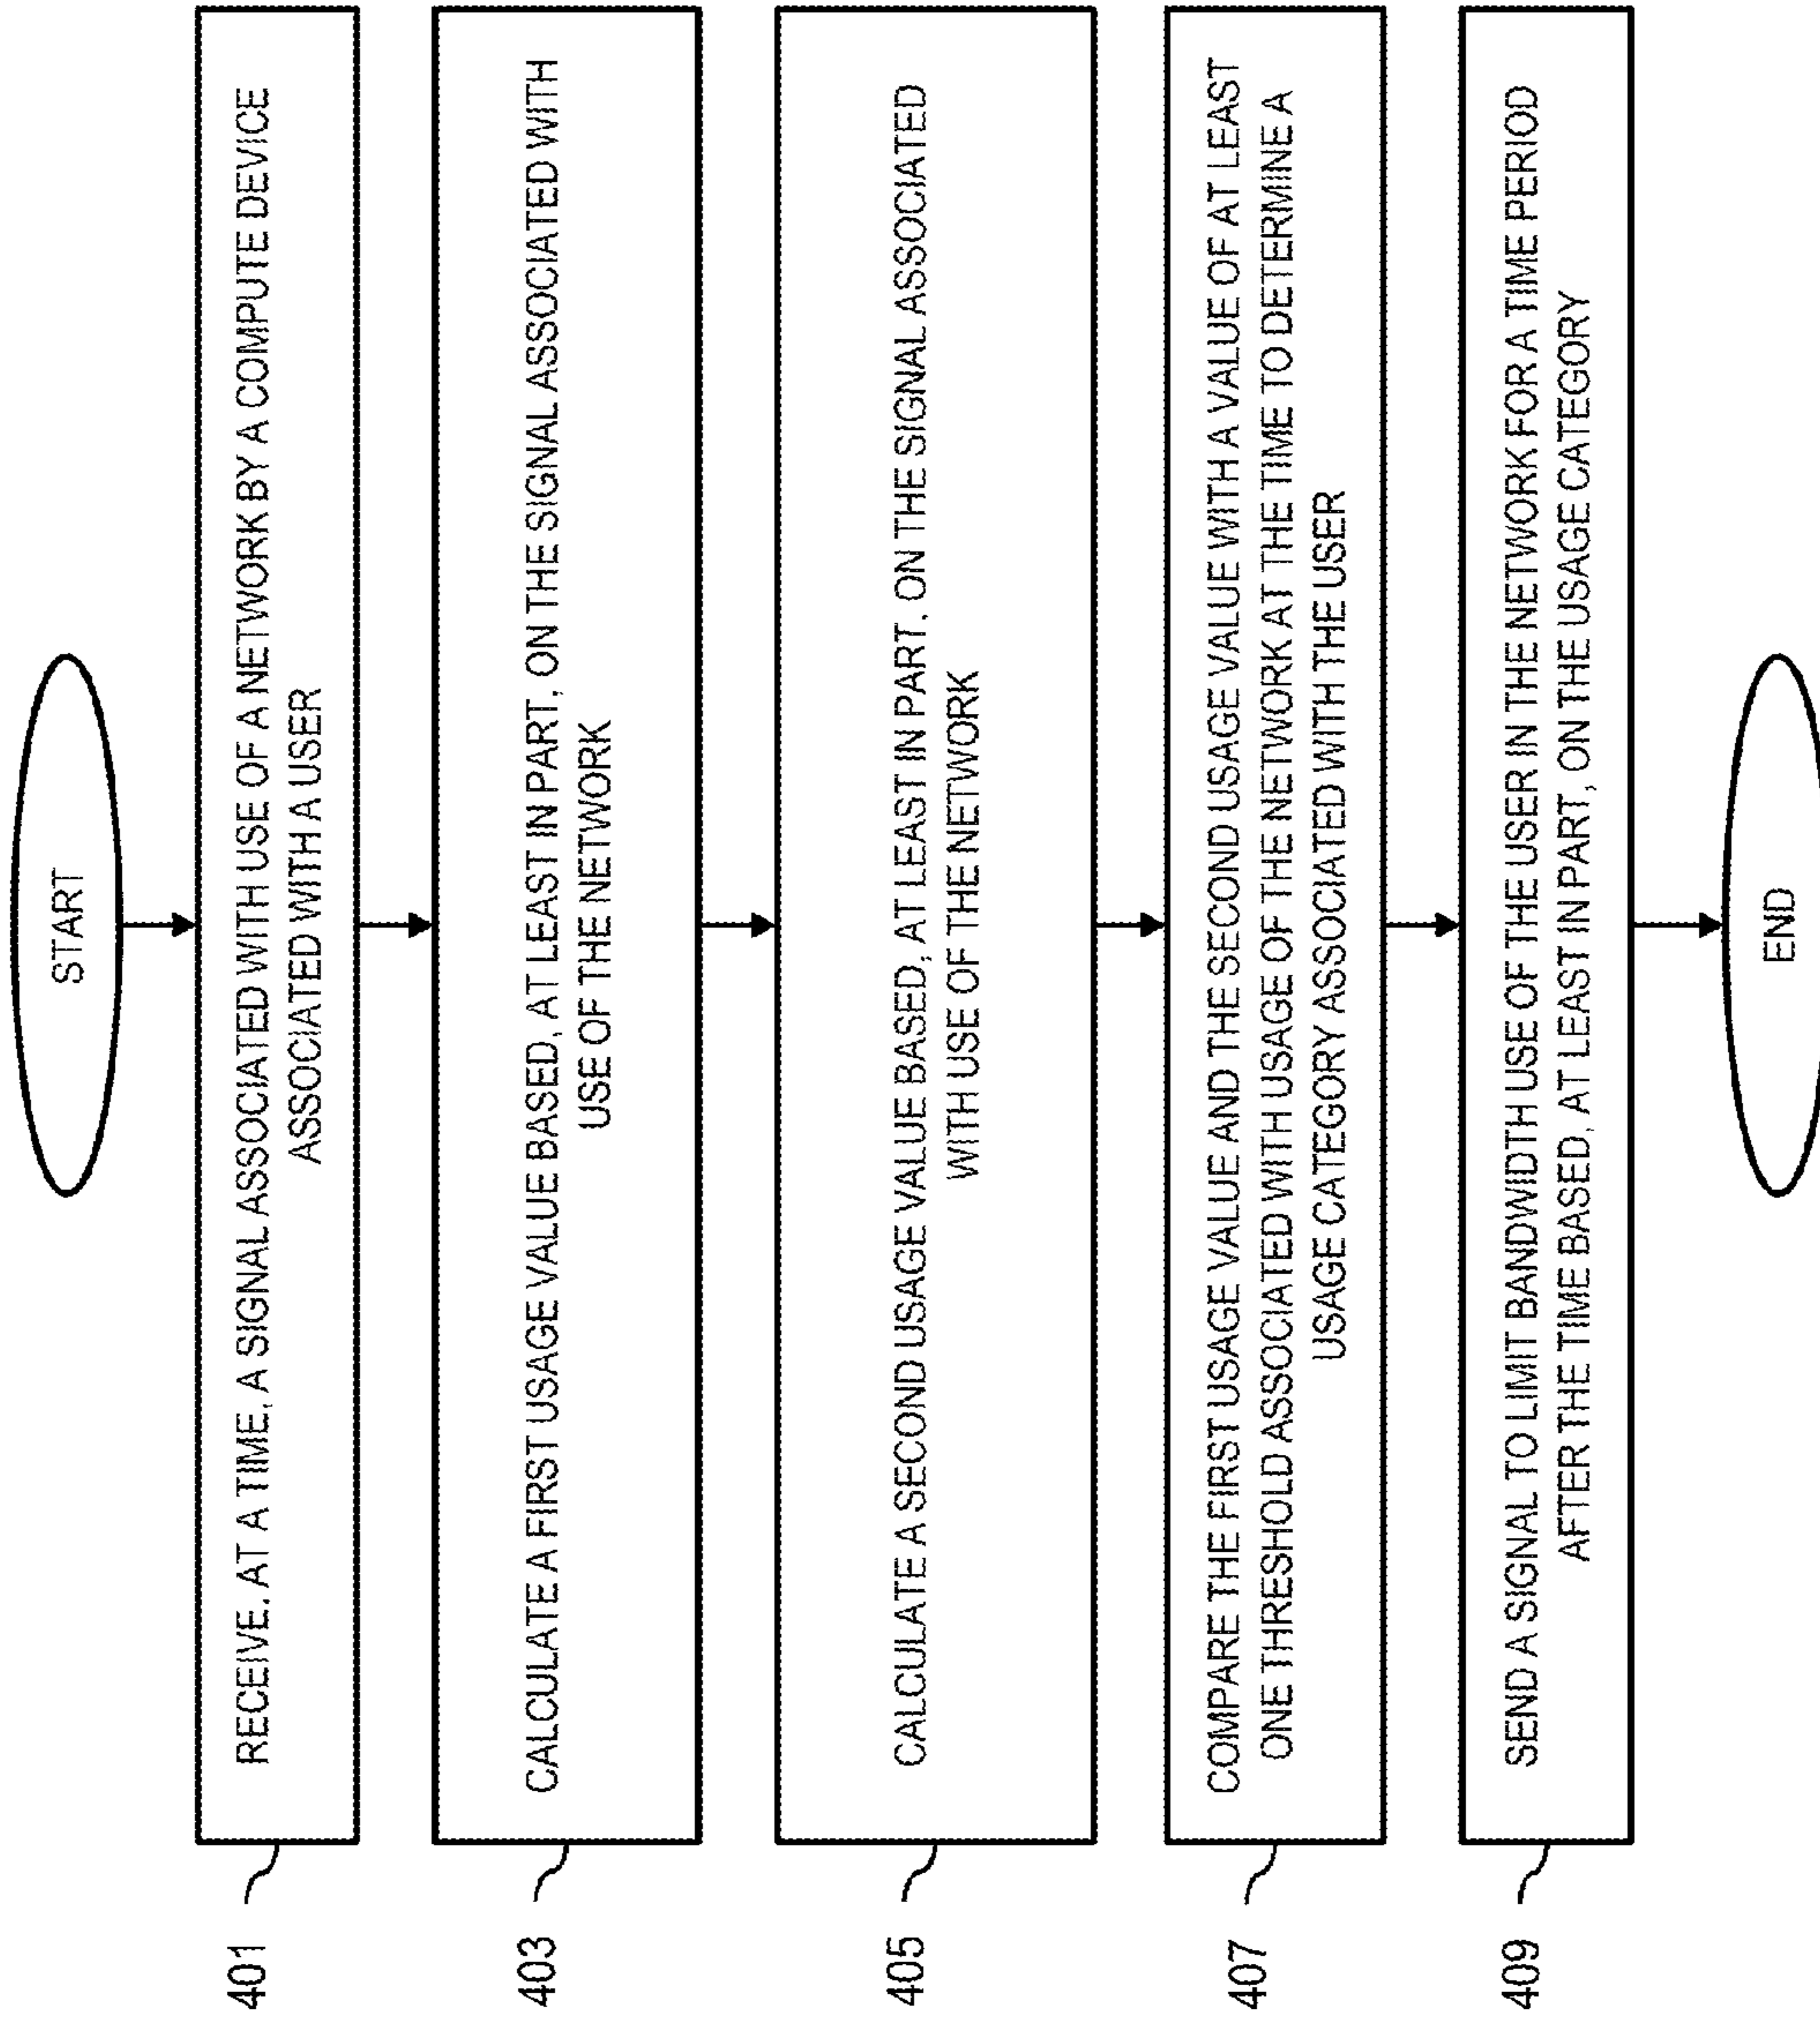 START
401
RECEIVE, AT A TIME, A SIGNAL ASSOCIATED WITH USE OF A NETWORK BY A COMPUTE DEVICE
ASSOCIATED WITH A USER
403
CALCULATE A FIRST USAGE VALUE BASED, AT LEAST IN PART, ON THE SIGNAL ASSOCIATED WITH
USE OF THE NETWORK
405
CALCULATE A SECOND USAGE VALUE BASED, AT LEAST IN PART, ON THE SIGNAL ASSOCIATED
WITH USE OF THE NETWORK
407
COMPARE THE FIRST USAGE VALUE AND THE SECOND USAGE VALUE WITH A VALUE OF AT LEAST
ONE THRESHOLD ASSOCIATED WITH USAGE OF THE NETWORK AT THE TIME TO DETERMINE A
USAGE CATEGORY ASSOCIATED WITH THE USER
409
SEND A SIGNAL TO LIMIT BANDWIDTH USE OF THE USER IN THE NETWORK FOR A TIME PERIOD
AFTER THE TIME BASED, AT LEAST IN PART, ON THE USAGE CATEGORY
END